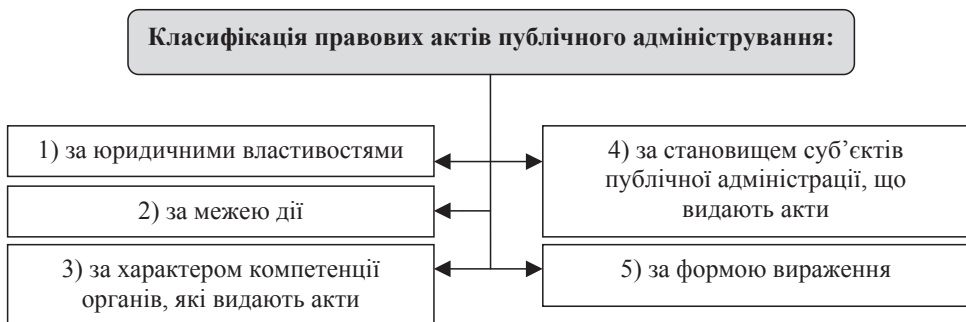 Класифікація правових актів публічного адміністрування:
1) за юридичними властивостями
2) за межею дії
3) за характером компетенції
органів, які видають акти
4) за становищем суб’єктів
публічної адміністрації, що
видають акти
5) за формою вираження